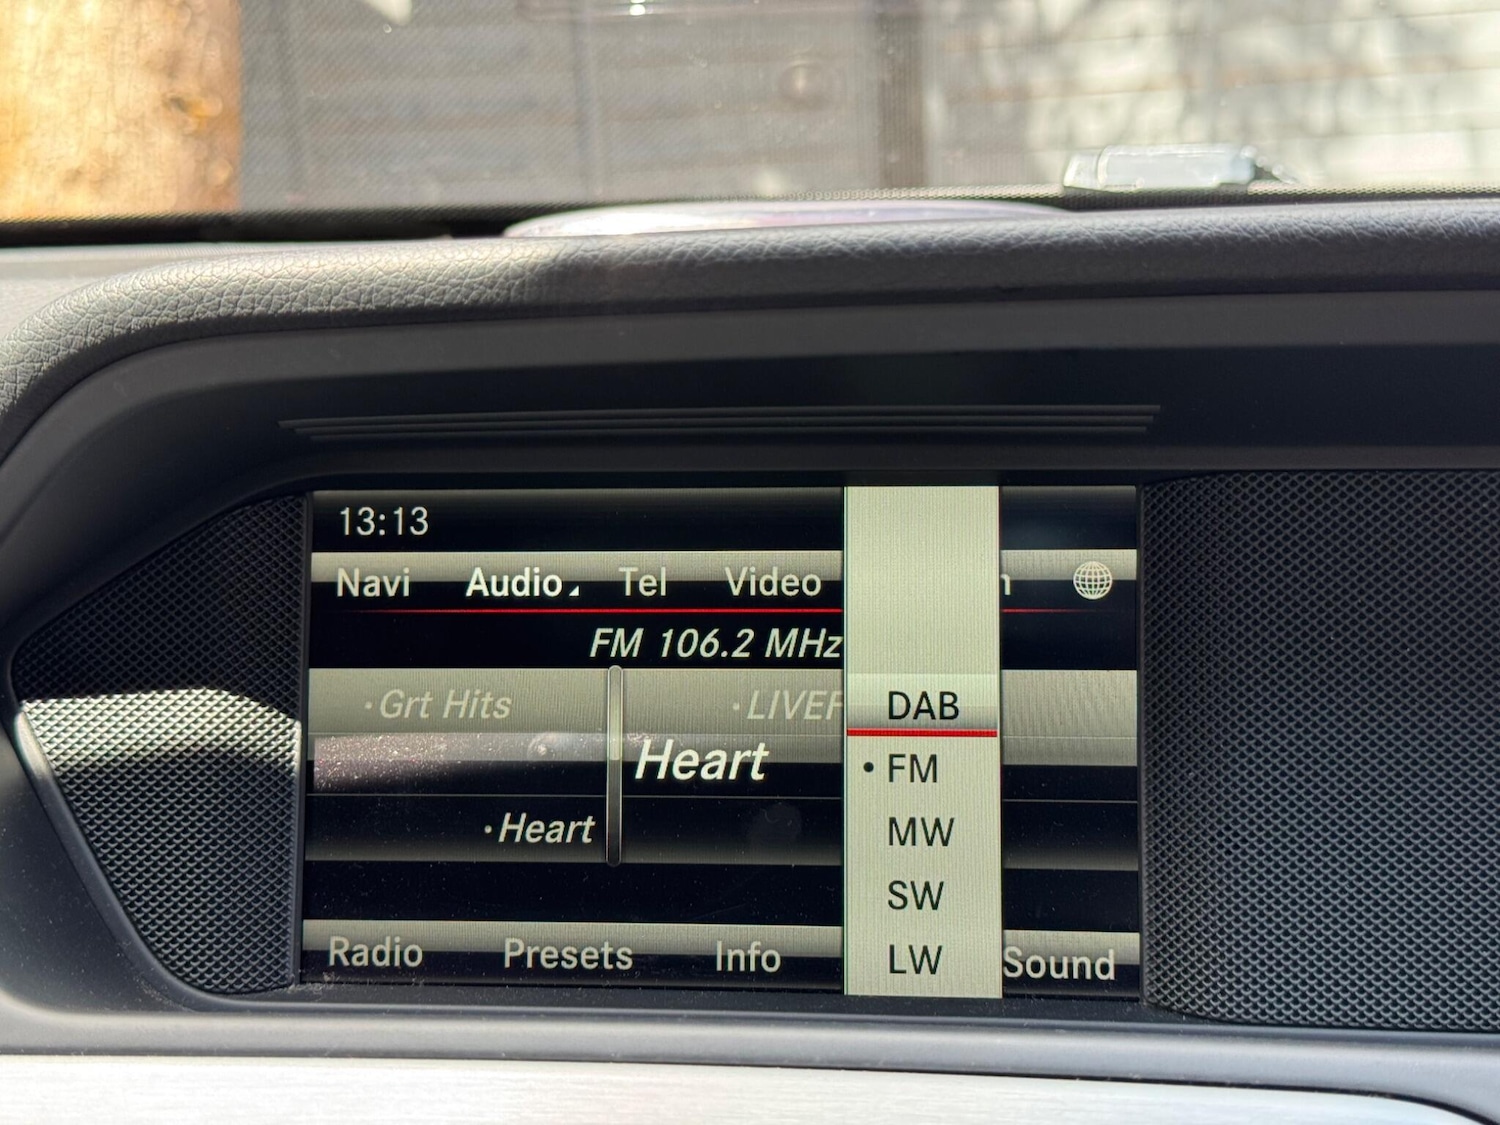 13:13
Navi Audio Tel Video
FM 106.2 MHz
·Grt Hits
DAB
Heart
• FM
·Heart
MW
SW
Radio Presets Info LW Sound